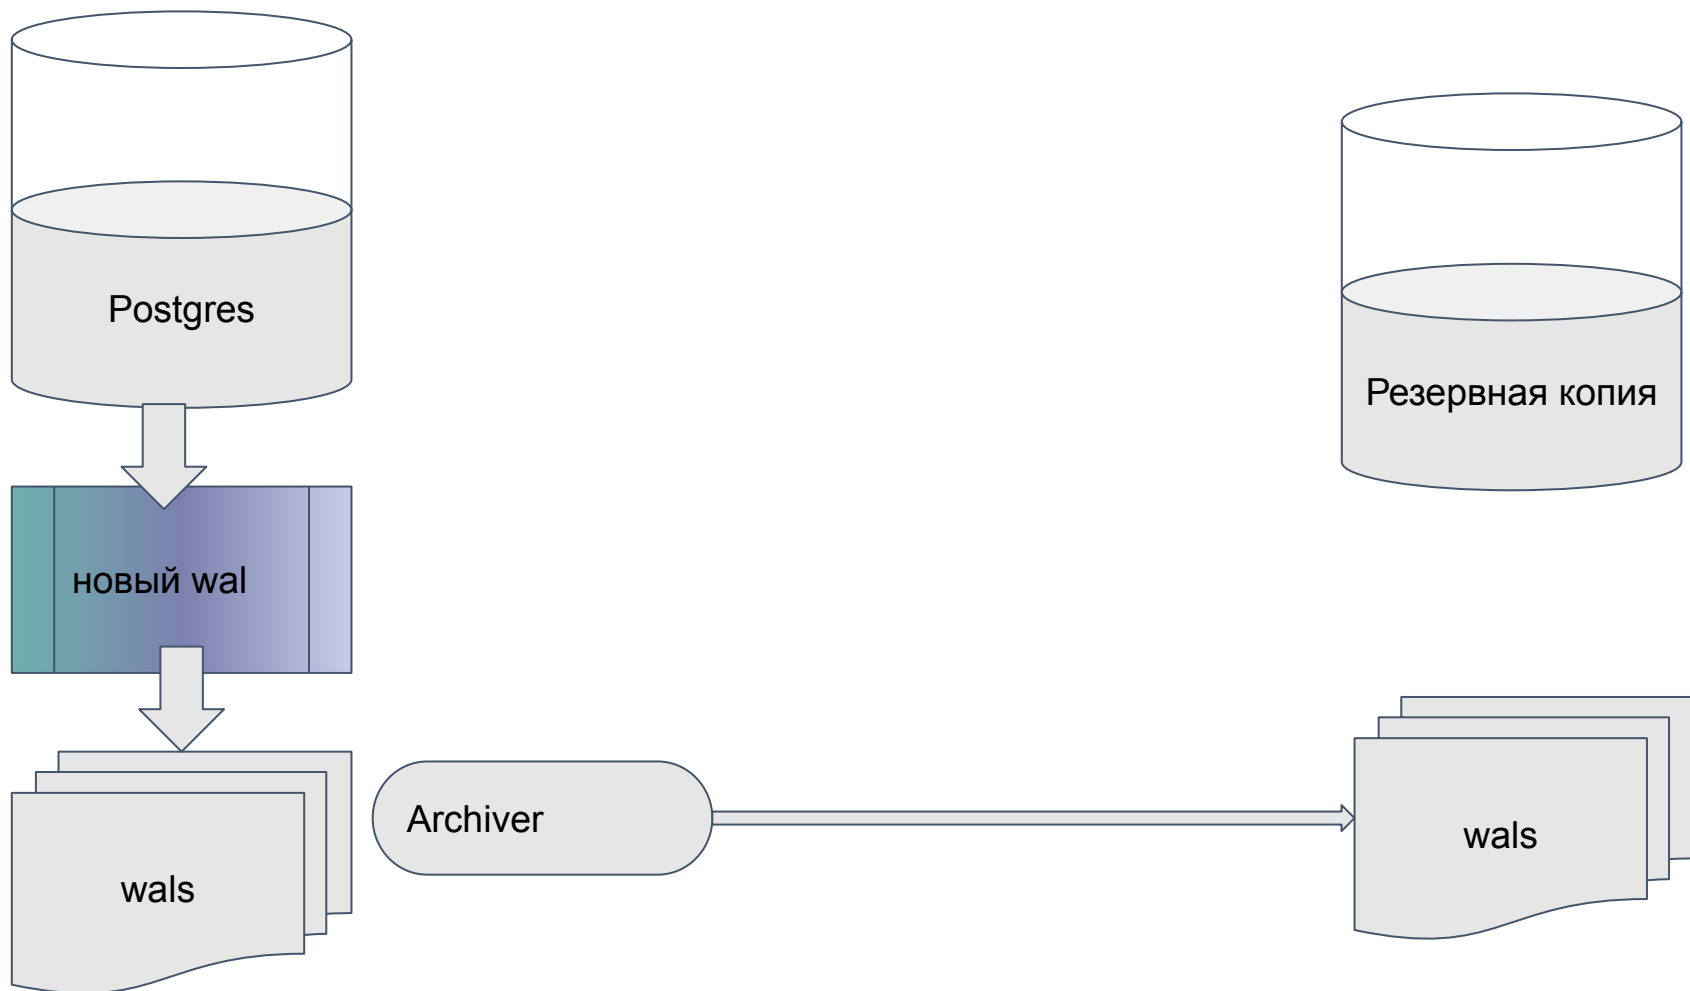 Postgres
Резервная копия
новый wal
Archiver
wals
wals